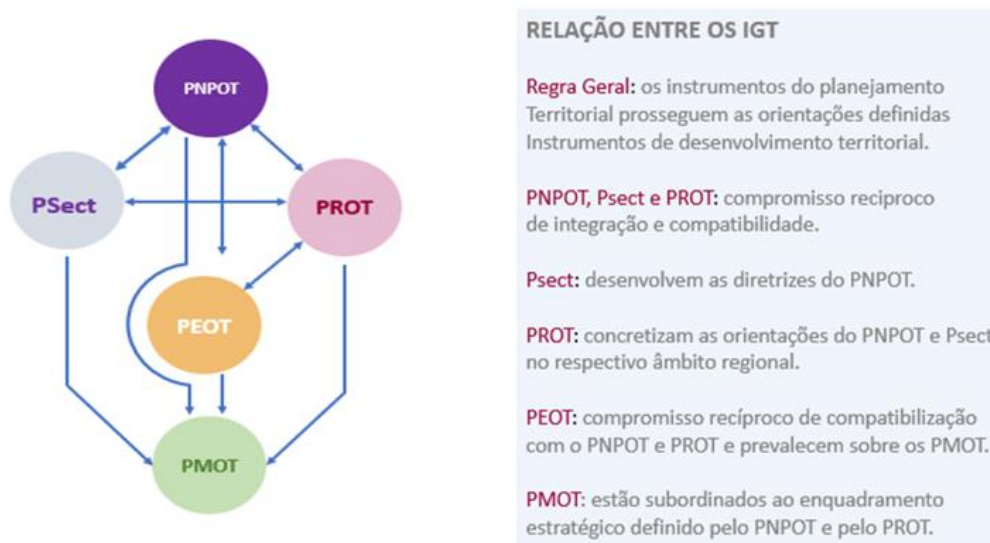 PNPOT
PSect
PROT
PEOT
PMOT
RELAÇÃO ENTRE OS IGT
Regra Geral: os instrumentos do planejamento
Territorial prosseguem as orientações definidas
Instrumentos de desenvolvimento territorial.
PNPOT, Psect e PROT: compromisso reciproco
de integração e compatibilidade.
Psect: desenvolvem as diretrizes do PNPOT.
PROT: concretizam as orientações do PNPOT e Psect
no respectivo âmbito regional.
PEOT: compromisso recíproco de compatibilização
com o PNPOT e PROT e prevalecem sobre os PMOT.
PMOT: estão subordinados ao enquadramento
estratégico definido pelo PNPOT e pelo PROT.